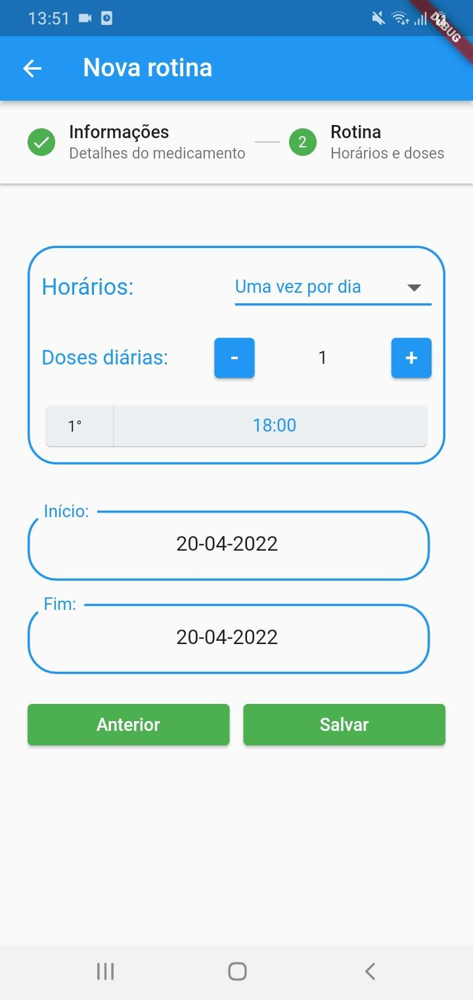 13:51
DEBUG
Nova rotina
Informações
Detalhes do medicamento
2
Rotina
Horários e doses
Horários:
Uma vez por dia
Doses diárias:
-
1
+
1°
18:00
Início:
20-04-2022
Fim:
20-04-2022
Anterior
Salvar